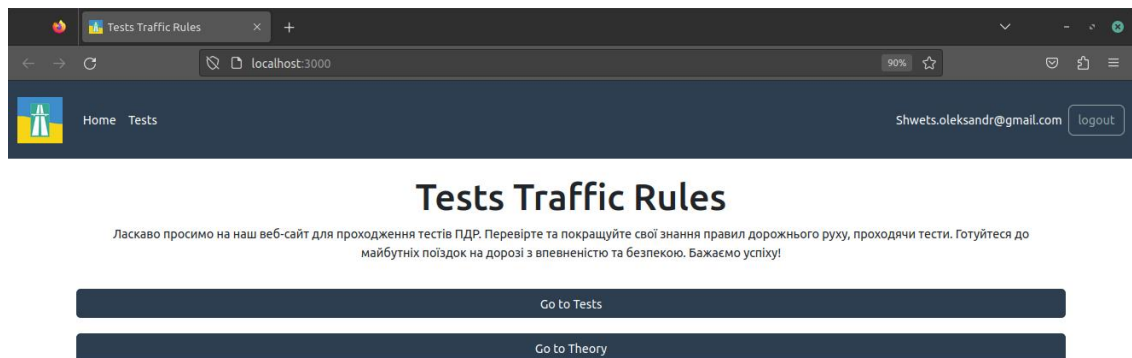 Tests Traffic Rules
localhost:3000
90%
Home Tests
Shwets.oleksandr@gmail.com logout
Tests Traffic Rules
Ласкаво просимо на наш веб-сайт для проходження тестів ПДР. Перевірте та покращуйте свої знання правил дорожнього руху, проходячи тести. Готуйтеся до
майбутніх поїздок на дорозі з впевненістю та безпекою. Бажаємо успіху!
Go to Tests
Go to Theory